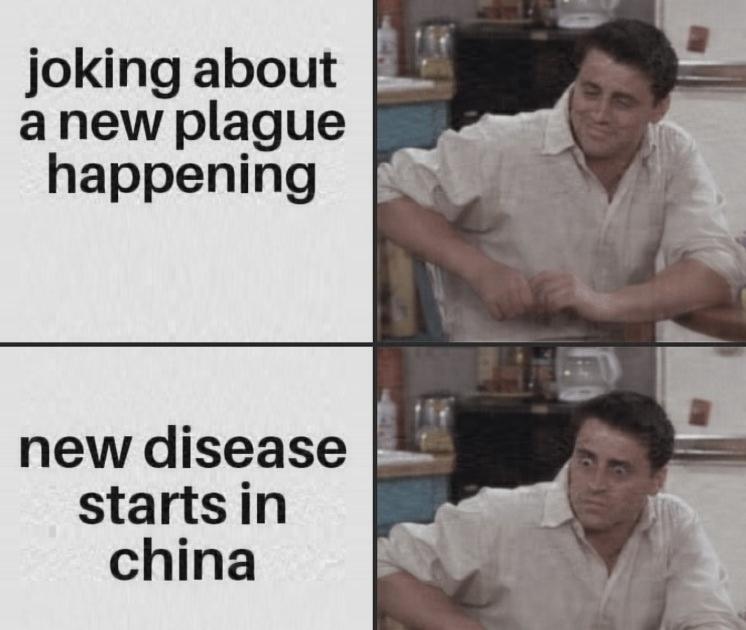 joking about
a new plague
happening
new disease
starts in
china